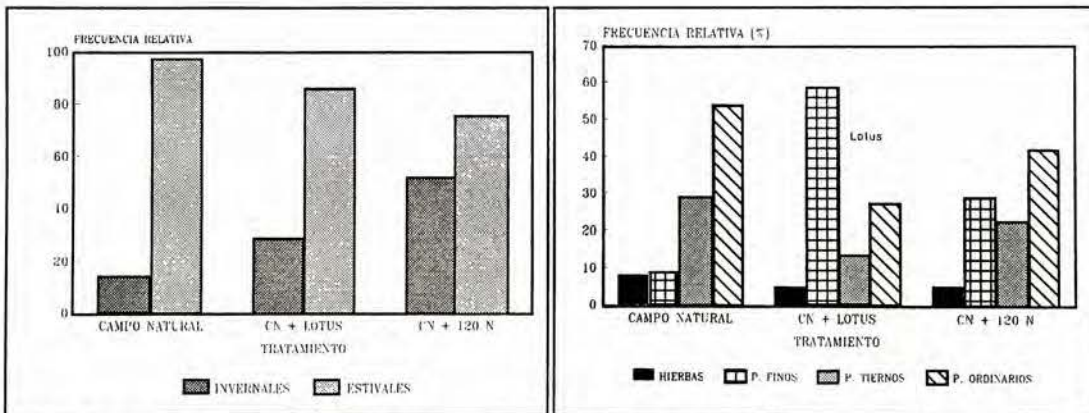 FRECUENCIA RELATIVA
100
80
60
10
20
0
CAMPO NATURAL
CN + LOTUS
CN + 120 N
TRATAMIENTO
INVERNALES
ESTIVALES
FRECUENCIA RELATIVA (%)
70
60
50
40
30
20
10
0
Lotus
CAMPO NATURAL
CN + LOTUS
CN + 120 N
TRATAMIENTO
HIERBAS
P. FINOS
P. TIERNOS
P. ORDINARIOS